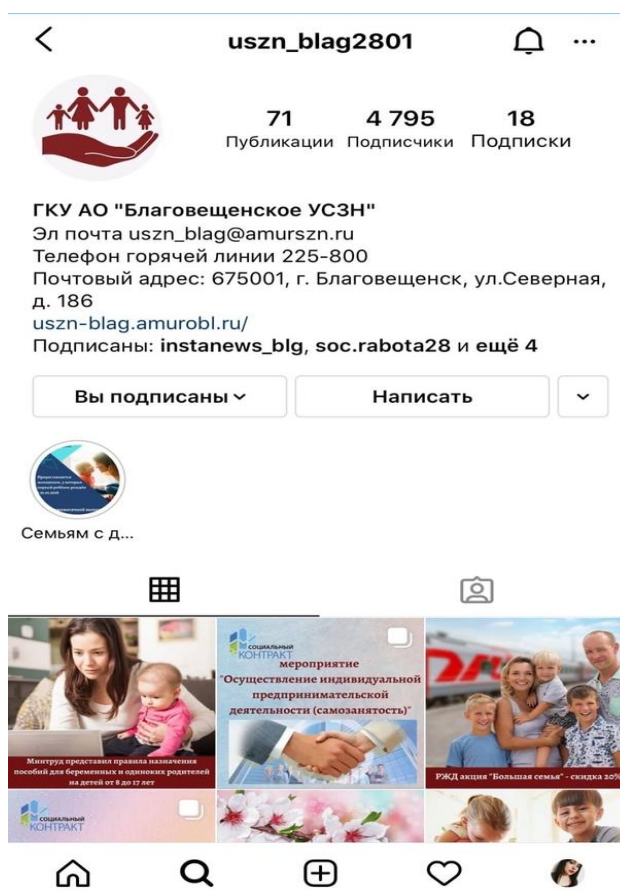 uszn_blag2801
71 4 795 18
Публикации Подписчики Подписки
ГКУ АО "Благовещенское УСЗН"
Эл почта uszn_blag@amurszn.ru
Телефон горячей линии 225-800
Почтовый адрес: 675001, г. Благовещенск, ул.Северная,
д. 186
uszn-blag.amurobl.ru/
Подписаны: instanews_blg, soc.rabota28 и ещё 4
Вы подписаны
Написать
Семьям с д...
Минтруд представил правила назначения
пособий для беременных и одиноких родителей
на детей от 8 до 17 лет
СОЦИАЛЬНЫЙ
КОНТРАКТ
мероприятие
"Осуществление индивидуальной
предпринимательской
деятельности (самозанятость)"
РЖД акция "Большая семья" - скидка 20%
СОЦИАЛЬНЫЙ
КОНТРАКТ